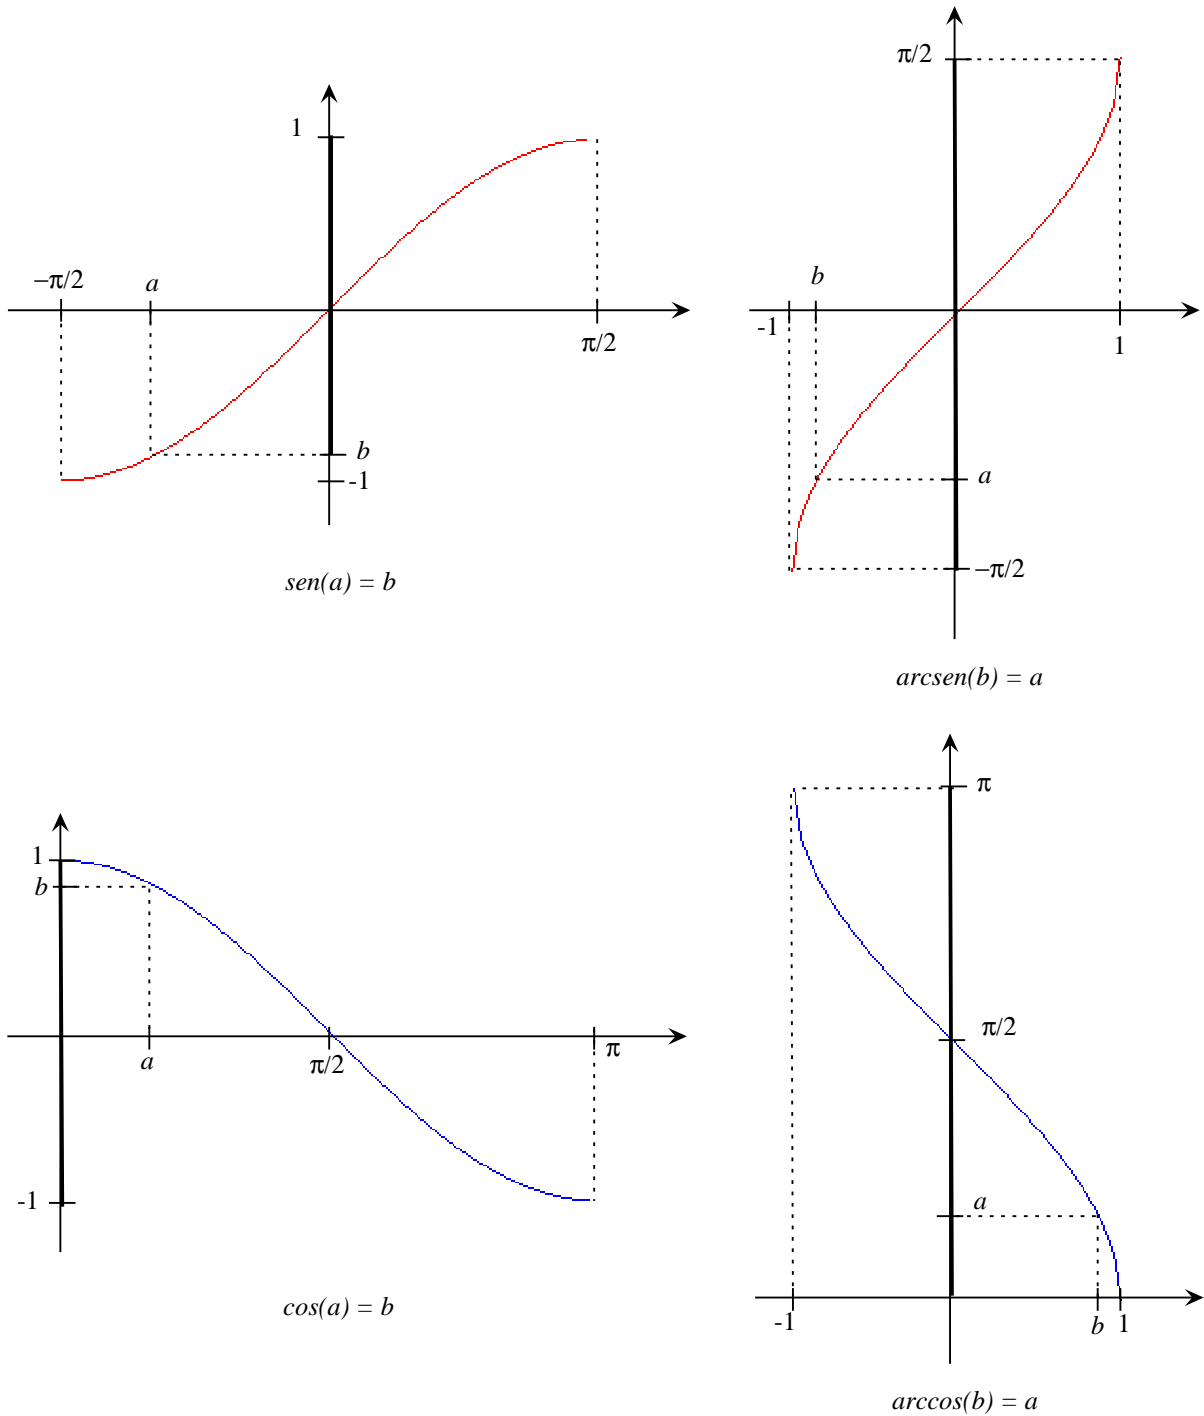 1
−π/2
a
π/2
b
-1
sen(a) = b
π/2
b
-1
1
a
−π/2
arcsen(b) = a
1
b
a
π/2
π
-1
cos(a) = b
π
π/2
a
-1
b
1
arccos(b) = a